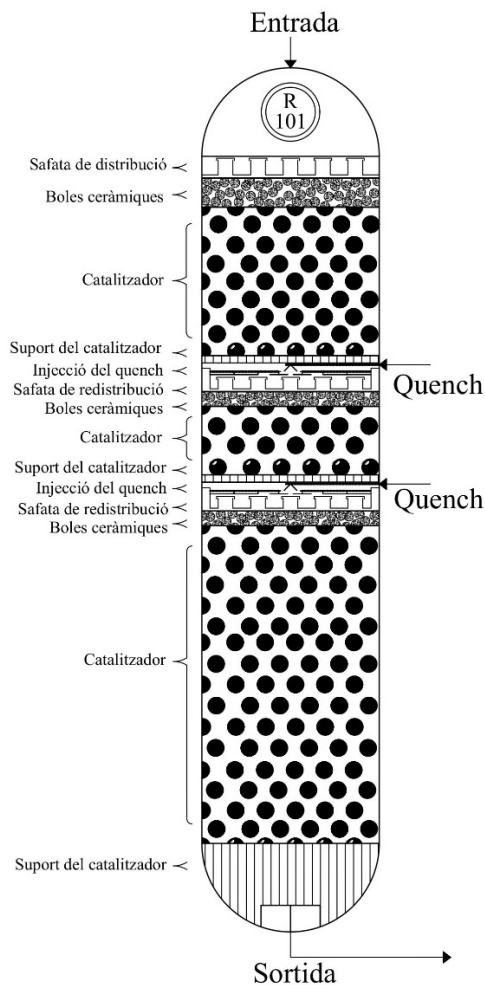 Entrada
R
101
Safata de distribució
Boles ceràmiques
Catalitzador
Suport del catalitzador
Injecció del quench
Quench
Safata de redistribució
Boles ceràmiques
Catalitzador
Suport del catalitzador
Injecció del quench
Quench
Safata de redistribució
Boles ceràmiques
Catalitzador
Suport del catalitzador
Sortida